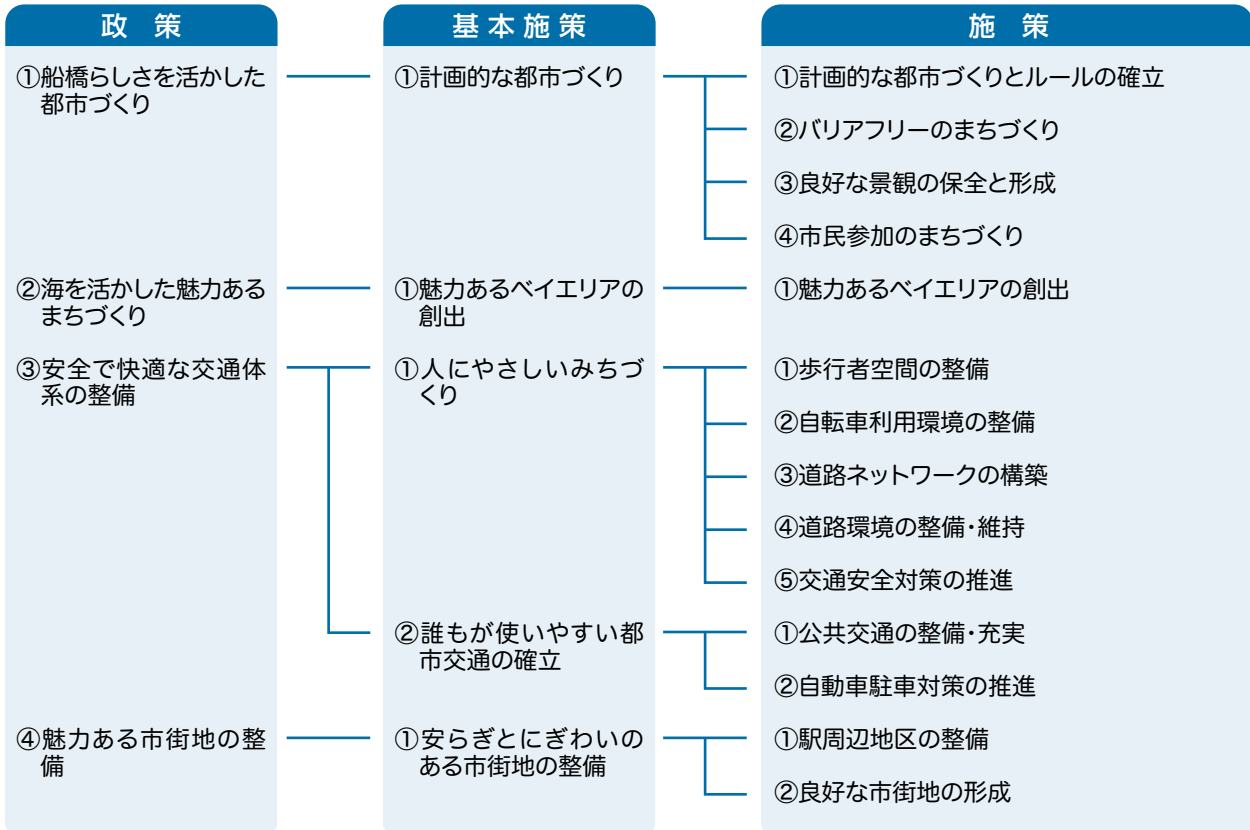 政策
基本施策
施策
①船橋らしさを活かした
都市づくり
①計画的な都市づくり
①計画的な都市づくりとルールの確立
②バリアフリーのまちづくり
③良好な景観の保全と形成
④市民参加のまちづくり
②海を活かした魅力ある
まちづくり
①魅力あるベイエリアの
創出
①魅力あるベイエリアの創出
③安全で快適な交通体
系の整備
①人にやさしいみちづ
くり
①歩行者空間の整備
②自転車利用環境の整備
③道路ネットワークの構築
④道路環境の整備・維持
⑤交通安全対策の推進
②誰もが使いやすい都
市交通の確立
①公共交通の整備・充実
②自動車駐車対策の推進
④魅力ある市街地の整
備
①安らぎとにぎわいの
ある市街地の整備
①駅周辺地区の整備
②良好な市街地の形成